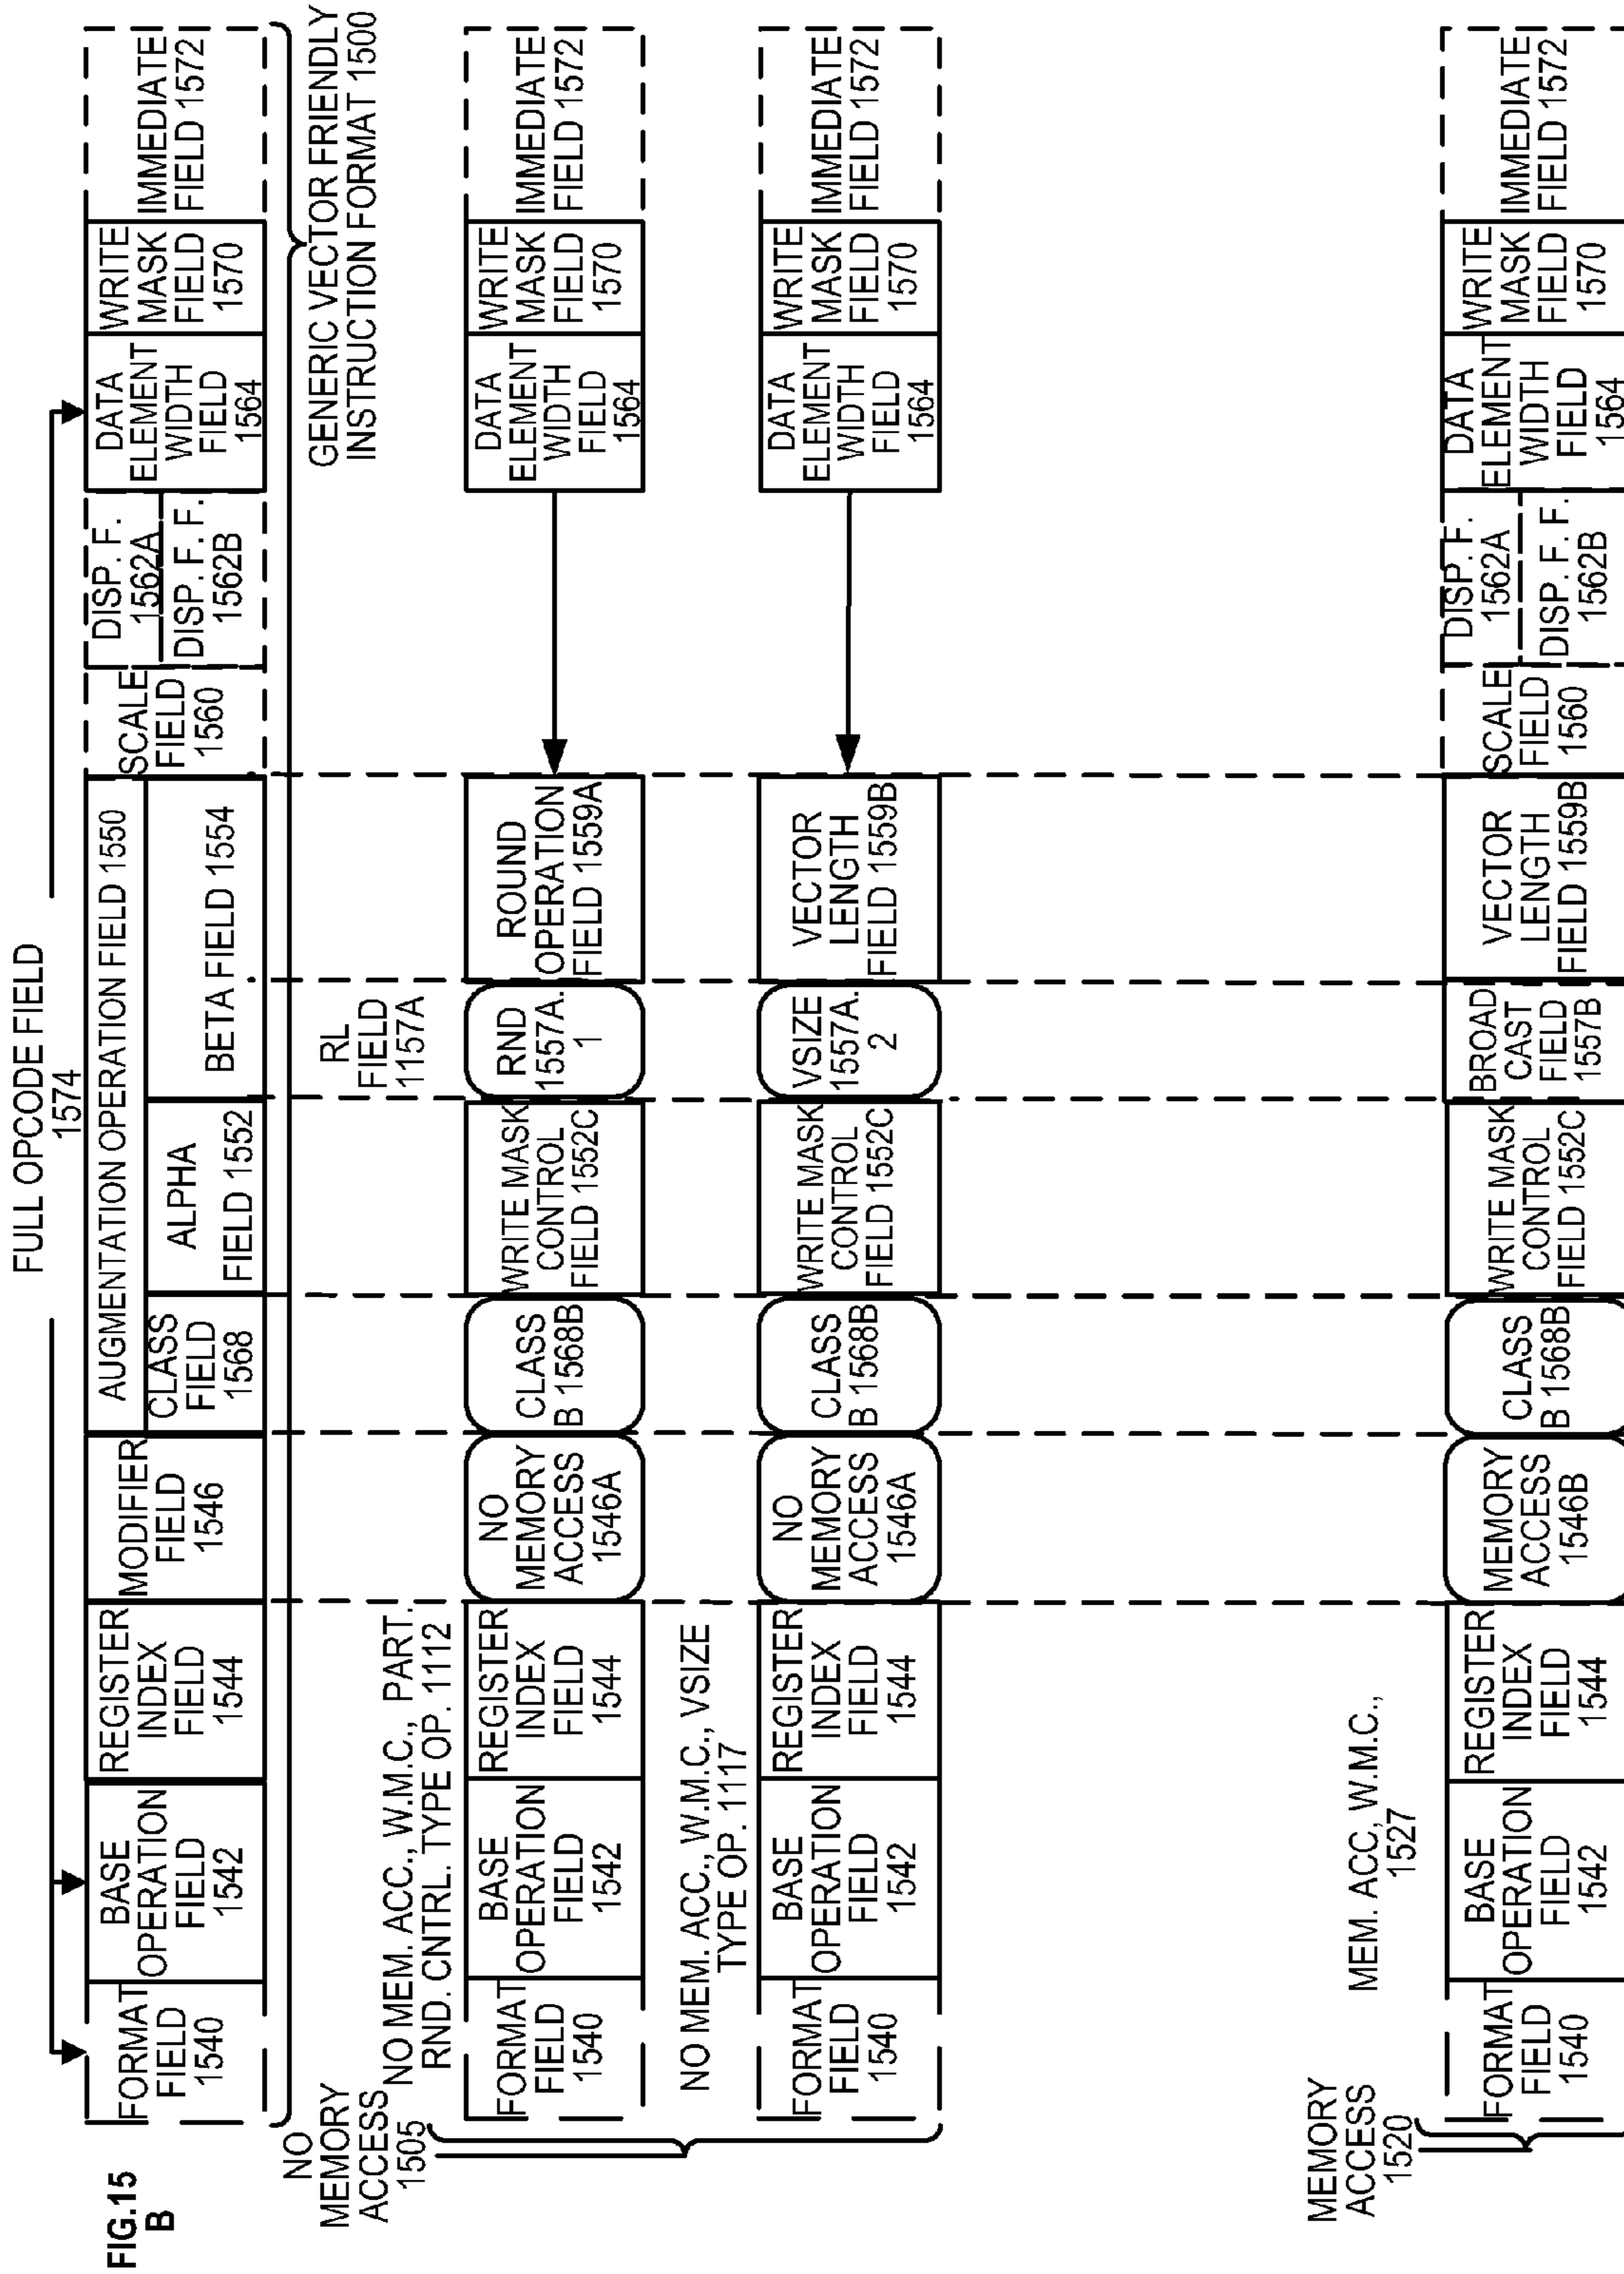 FIG.15
B
FULL OPCODE FIELD
1574
FORMAT
FIELD
1540
BASE
OPERATION
FIELD
1542
REGISTER
INDEX
FIELD
1544
MODIFIER
FIELD
1546
AUGMENTATION OPERATION FIELD 1550
CLASS
FIELD
1568
ALPHA
FIELD 1552
BETA FIELD 1554
SCALE
FIELD
1560
DISP. F.
1562A
DISP. F. F.
1562B
DATA
ELEMENT
WIDTH
FIELD
1564
WRITE
MASK
FIELD
1570
IMMEDIATE
FIELD 1572
GENERIC VECTOR FRIENDLY
INSTRUCTION FORMAT 1500
NO
MEMORY
ACCESS
1505
NO MEM. ACC., W.M.C., PART.
RND. CNTRL. TYPE OP. 1112
RL
FIELD
1157A
FORMAT
FIELD
1540
BASE
OPERATION
FIELD
1542
REGISTER
INDEX
FIELD
1544
NO
MEMORY
ACCESS
1546A
CLASS
B 1568B
WRITE MASK
CONTROL
FIELD 1552C
RND
1557A.
1
ROUND
OPERATION
FIELD 1559A
DATA
ELEMENT
WIDTH
FIELD
1564
WRITE
MASK
FIELD
1570
IMMEDIATE
FIELD 1572
NO MEM. ACC., W.M.C., VSIZE
TYPE OP. 1117
FORMAT
FIELD
1540
BASE
OPERATION
FIELD
1542
REGISTER
INDEX
FIELD
1544
NO
MEMORY
ACCESS
1546A
CLASS
B 1568B
WRITE MASK
CONTROL
FIELD 1552C
VSIZE
1557A.
2
VECTOR
LENGTH
FIELD 1559B
DATA
ELEMENT
WIDTH
FIELD
1564
WRITE
MASK
FIELD
1570
IMMEDIATE
FIELD 1572
MEMORY
ACCESS
1520
MEM. ACC, W.M.C.,
1527
FORMAT
FIELD
1540
BASE
OPERATION
FIELD
1542
REGISTER
INDEX
FIELD
1544
MEMORY
ACCESS
1546B
CLASS
B 1568B
WRITE MASK
CONTROL
FIELD 1552C
BROAD
CAST
FIELD
1557B
VECTOR
LENGTH
FIELD 1559B
SCALE
FIELD
1560
DISP. F.
1562A
DISP. F. F.
1562B
DATA
ELEMENT
WIDTH
FIELD
1564
WRITE
MASK
FIELD
1570
IMMEDIATE
FIELD 1572